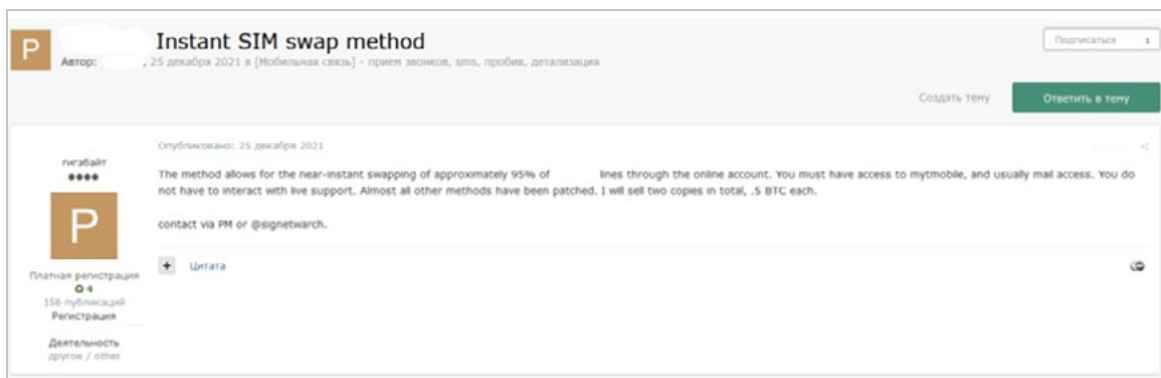 P
Instant SIM swap method
Автор: , 25 декабря 2021 в [Мобильная связь] - прием звонков, sms, пробив, детализация
Подписаться 1
Создать тему
Ответить в тему
Опубликовано: 25 декабря 2021
гигабайт
P
The method allows for the near-instant swapping of approximately 95% of lines through the online account. You must have access to mytmobile, and usually mail access. You do
not have to interact with live support. Almost all other methods have been patched. I will sell two copies in total, .5 BTC each.
contact via PM or @signetwarch.
+ Цитата
Платная регистрация
4
156 публикаций
Регистрация
Деятельность
другое / other